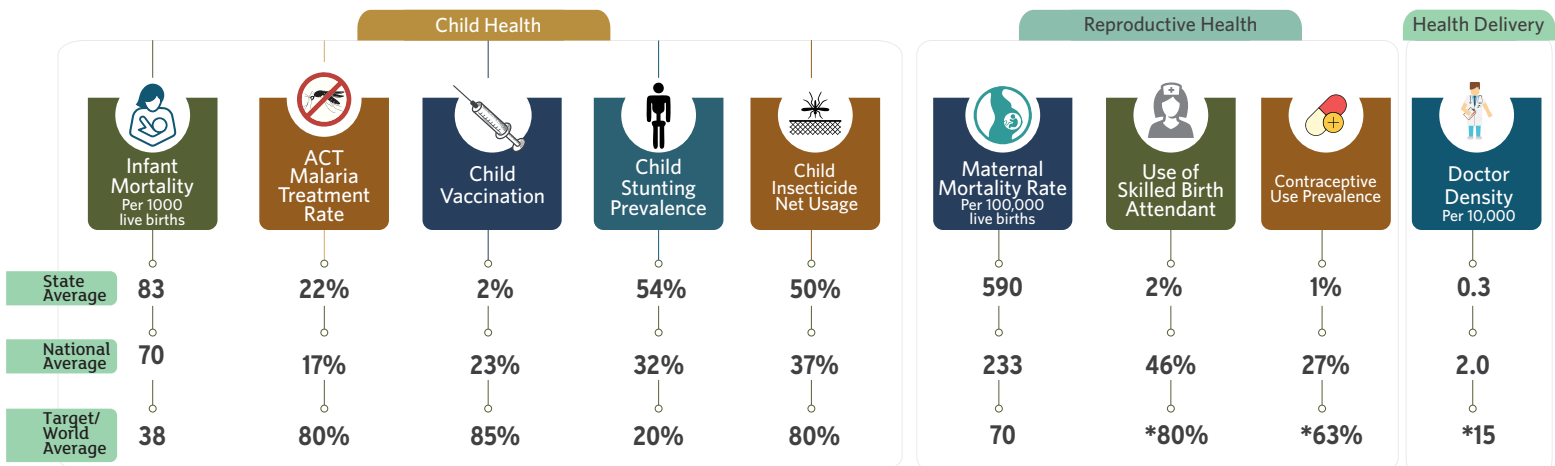 Child Health
Reproductive Health
Health Delivery
Infant
Mortality
Per 1000
live births
ACT
Malaria
Treatment
Rate
Child
Vaccination
Child
Stunting
Prevalence
Child
Insecticide
Net Usage
Maternal
Mortality Rate
Per 100,000
live births
Use of
Skilled Birth
Attendant
Contraceptive
Use Prevalence
Doctor
Density
Per 10,000
State
Average
83 22% 2% 54% 50% 590 2% 1% 0.3
National
Average
70 17% 23% 32% 37% 233 46% 27% 2.0
Target/
World
Average
38 80% 85% 20% 80% 70 *80% *63% *15